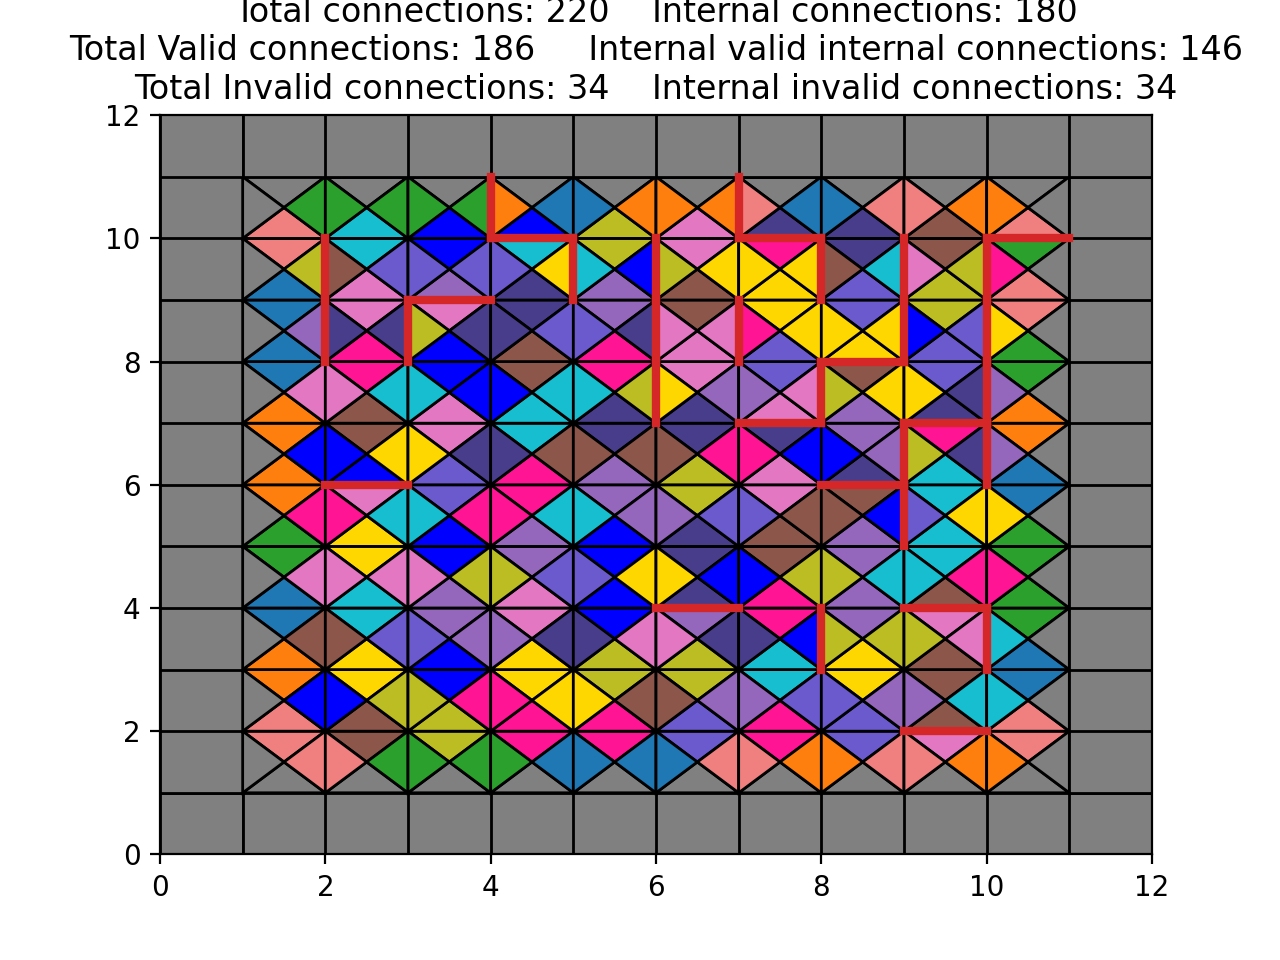 Total connections: 220    Internal connections: 180
Total Valid connections: 186    Internal valid internal connections: 146
Total Invalid connections: 34    Internal invalid connections: 34
12
10
8
6
4
2
0
0 2 4 6 8 10 12